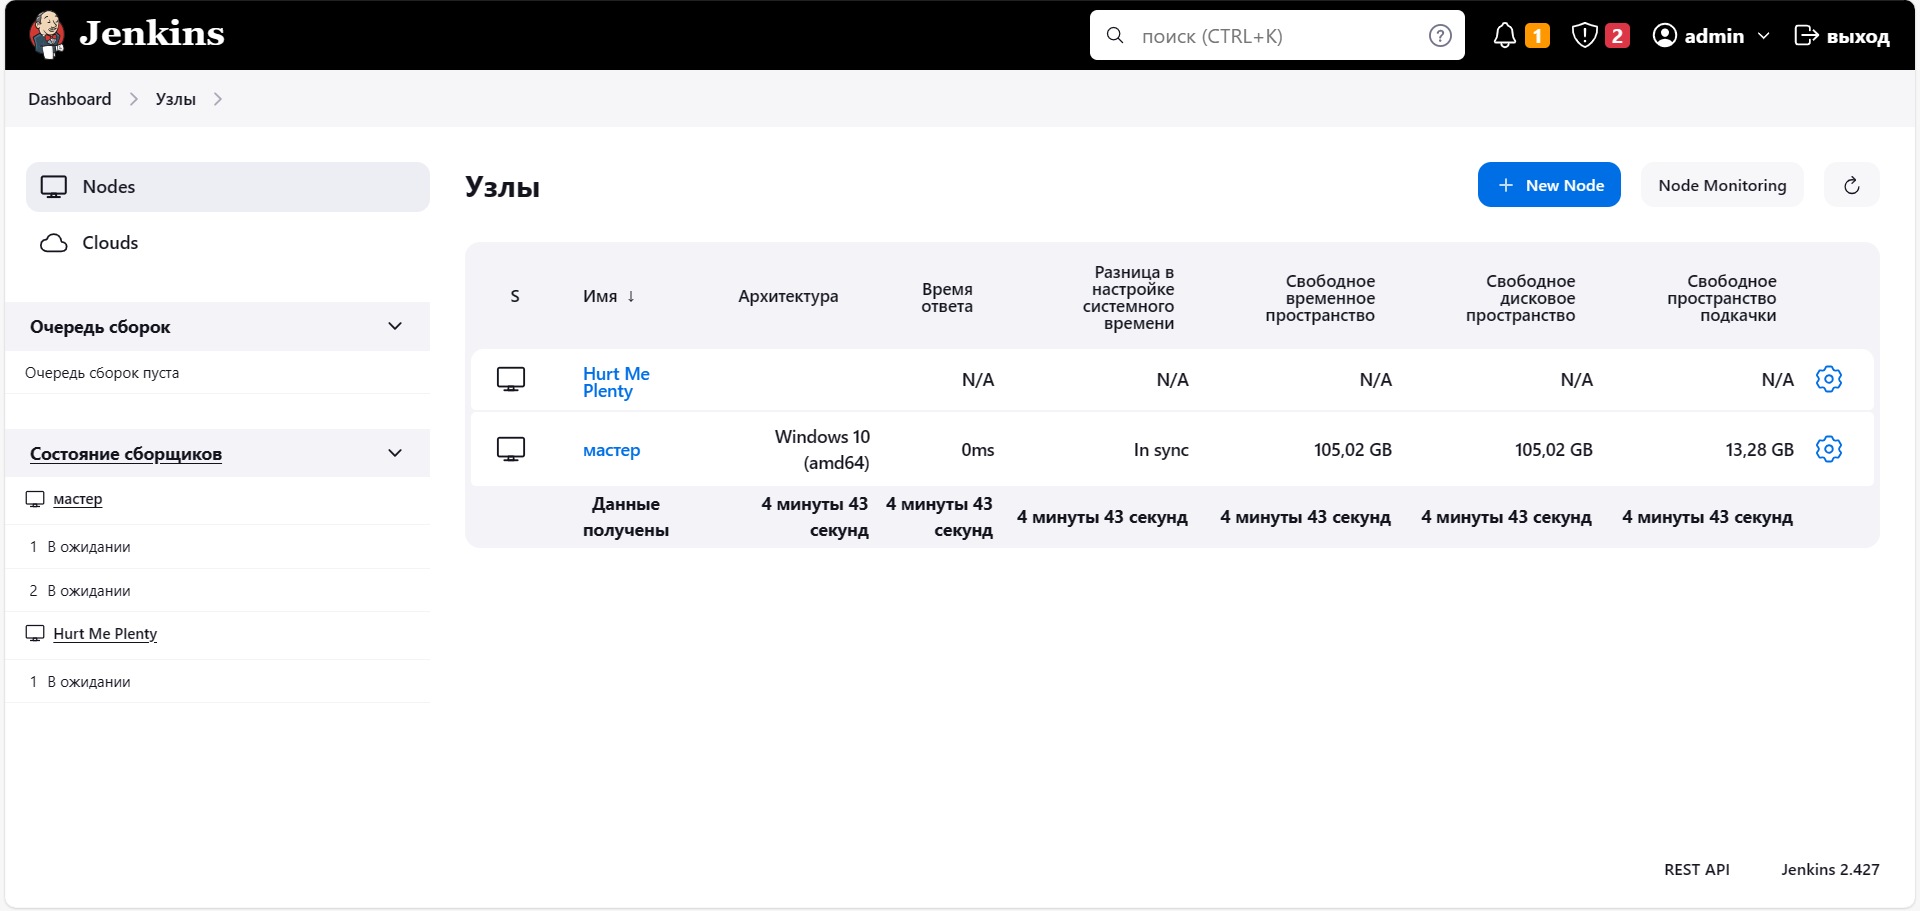 Jenkins
поиск (CTRL+K)
1
2
admin
выход
Dashboard
Узлы
Nodes
Clouds
Очередь сборок
Очередь сборок пуста
Состояние сборщиков
мастер
1 В ожидании
2 В ожидании
Hurt Me Plenty
1 В ожидании
Узлы
New Node
Node Monitoring
S
Имя ↓
Архитектура
Время
ответа
Разница в
настройке
системного
времени
Свободное
временное
пространство
Свободное
дисковое
пространство
Свободное
пространство
подкачки
Hurt Me
Plenty
N/A
N/A
N/A
N/A
N/A
мастер
Windows 10
(amd64)
0ms
In sync
105,02 GB
105,02 GB
13,28 GB
Данные
получены
4 минуты 43
секунд
4 минуты 43
секунд
4 минуты 43 секунд
4 минуты 43 секунд
4 минуты 43 секунд
4 минуты 43 секунд
REST API
Jenkins 2.427